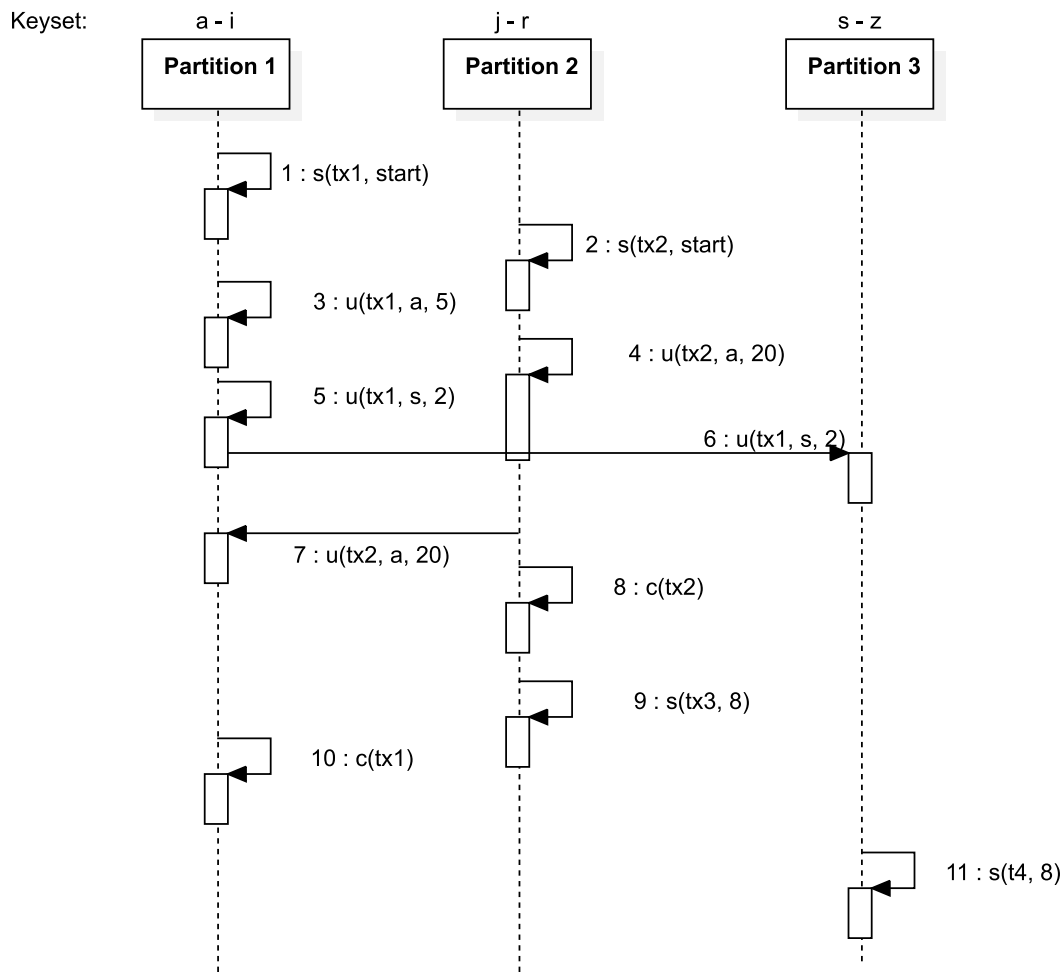 Keyset: a - i j - r s - z
Partition 1 Partition 2 Partition 3
1 : s(tx1, start)
2 : s(tx2, start)
3 : u(tx1, a, 5)
4 : u(tx2, a, 20)
5 : u(tx1, s, 2)
6 : u(tx1, s, 2)
7 : u(tx2, a, 20)
8 : c(tx2)
9 : s(tx3, 8)
10 : c(tx1)
11 : s(t4, 8)